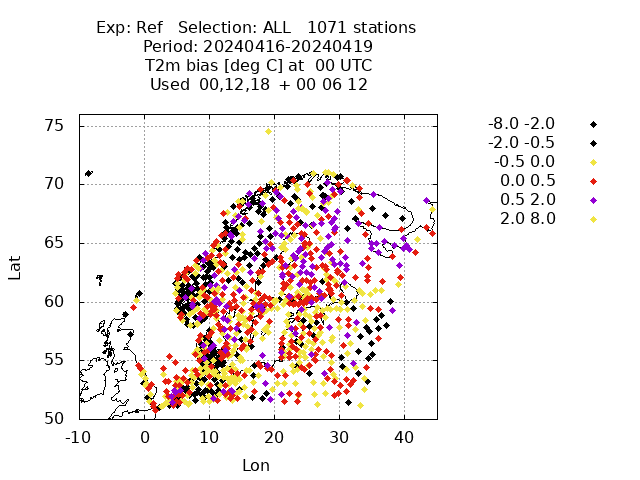 Exp: Ref   Selection: ALL   1071 stations
Period: 20240416-20240419
T2m bias [deg C] at  00 UTC
Used  00,12,18  + 00 06 12
-8.0 -2.0
-2.0 -0.5
-0.5 0.0
0.0 0.5
0.5 2.0
2.0 8.0
75
70
65
60
55
50
Lat
-10 0 10 20 30 40
Lon